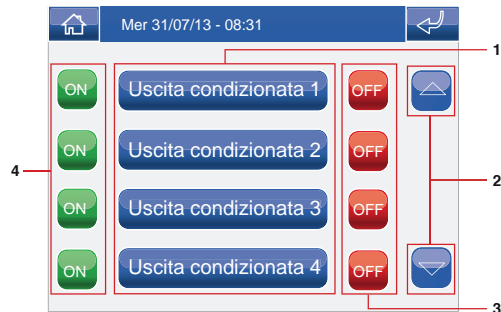 Mer 31/07/13 - 08:31
1
ON Uscita condizionata 1 OFF
ON Uscita condizionata 2 OFF
4
2
ON Uscita condizionata 3 OFF
ON Uscita condizionata 4 OFF
3